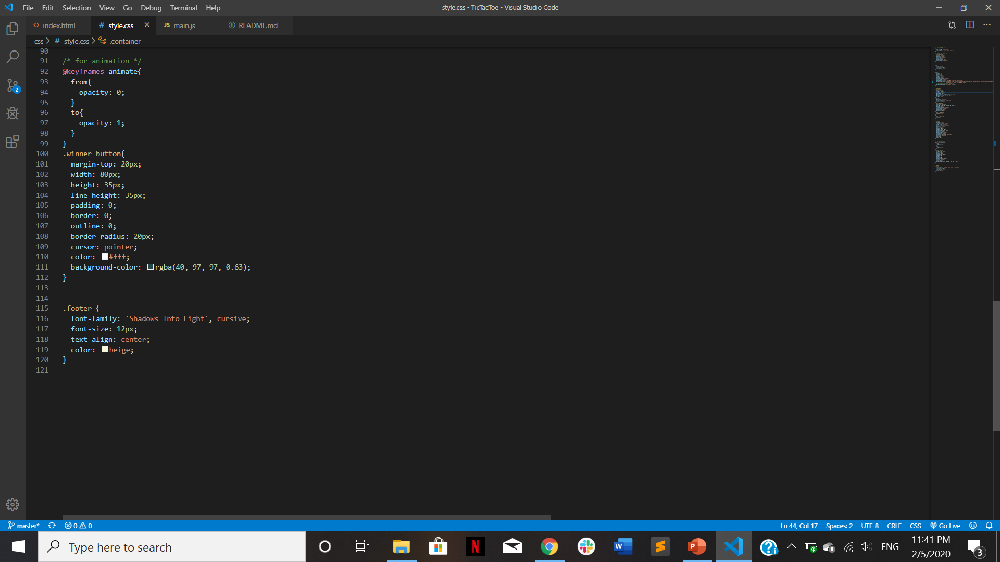 File Edit Selection View Go Debug Terminal Help
style.css - TicTacToe - Visual Studio Code
<> index.html # style.css × JS main.js README.md
css > # style.css > .container
2
90
91 /* for animation */
92 @keyframes animate{
93 from{
94 opacity: 0;
95 }
96 to{
97 opacity: 1;
98 }
99 }
100 .winner button{
101 margin-top: 20px;
102 width: 80px;
103 height: 35px;
104 line-height: 35px;
105 padding: 0;
106 border: 0;
107 outline: 0;
108 border-radius: 20px;
109 cursor: pointer;
110 color: #fff;
111 background-color: rgba(40, 97, 97, 0.63);
112 }
113
114
115 .footer {
116 font-family: 'Shadows Into Light', cursive;
117 font-size: 12px;
118 text-align: center;
119 color: beige;
120 }
121
master* 0 0 Ln 44, Col 17 Spaces: 2 UTF-8 CRLF CSS Go Live
Type here to search
N W S P ? ENG
11:41 PM
2/5/2020
3